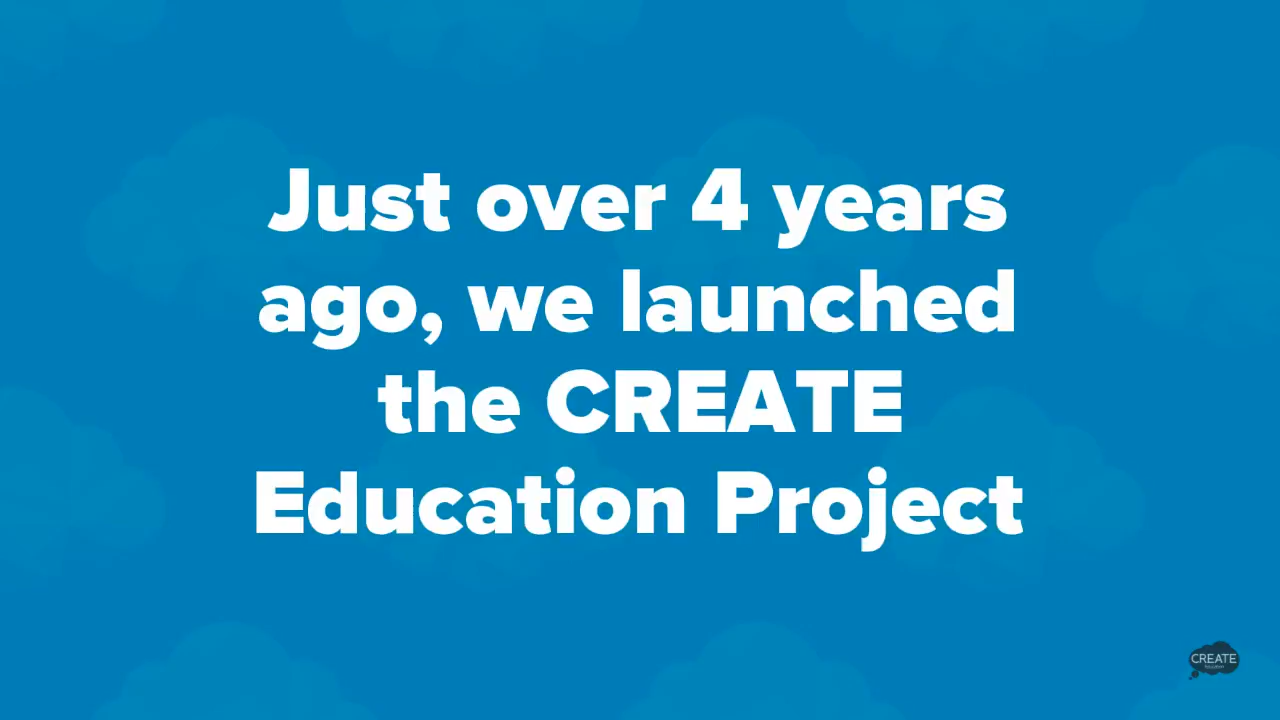 Just over 4 years
ago, we launched
the CREATE
Education Project
CREATE